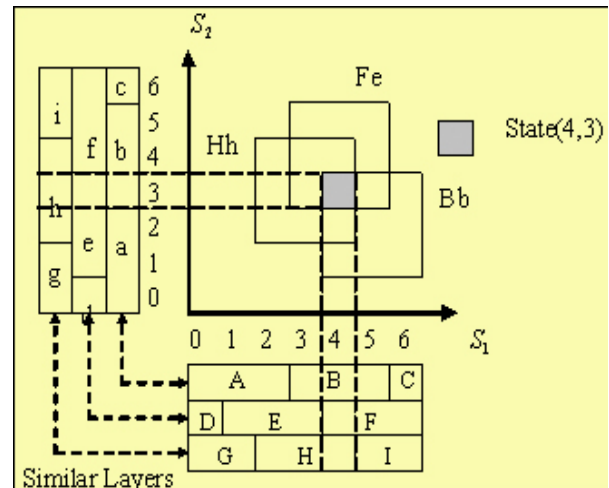 S₂
Fe
c
6
i
5
State(4,3)
f
b
Hh
4
h
3
Bb
2
e
a
g
1
d
0
0 1 2 3 4 5 6
S₁
A B C
D E F
G H I
Similar Layers